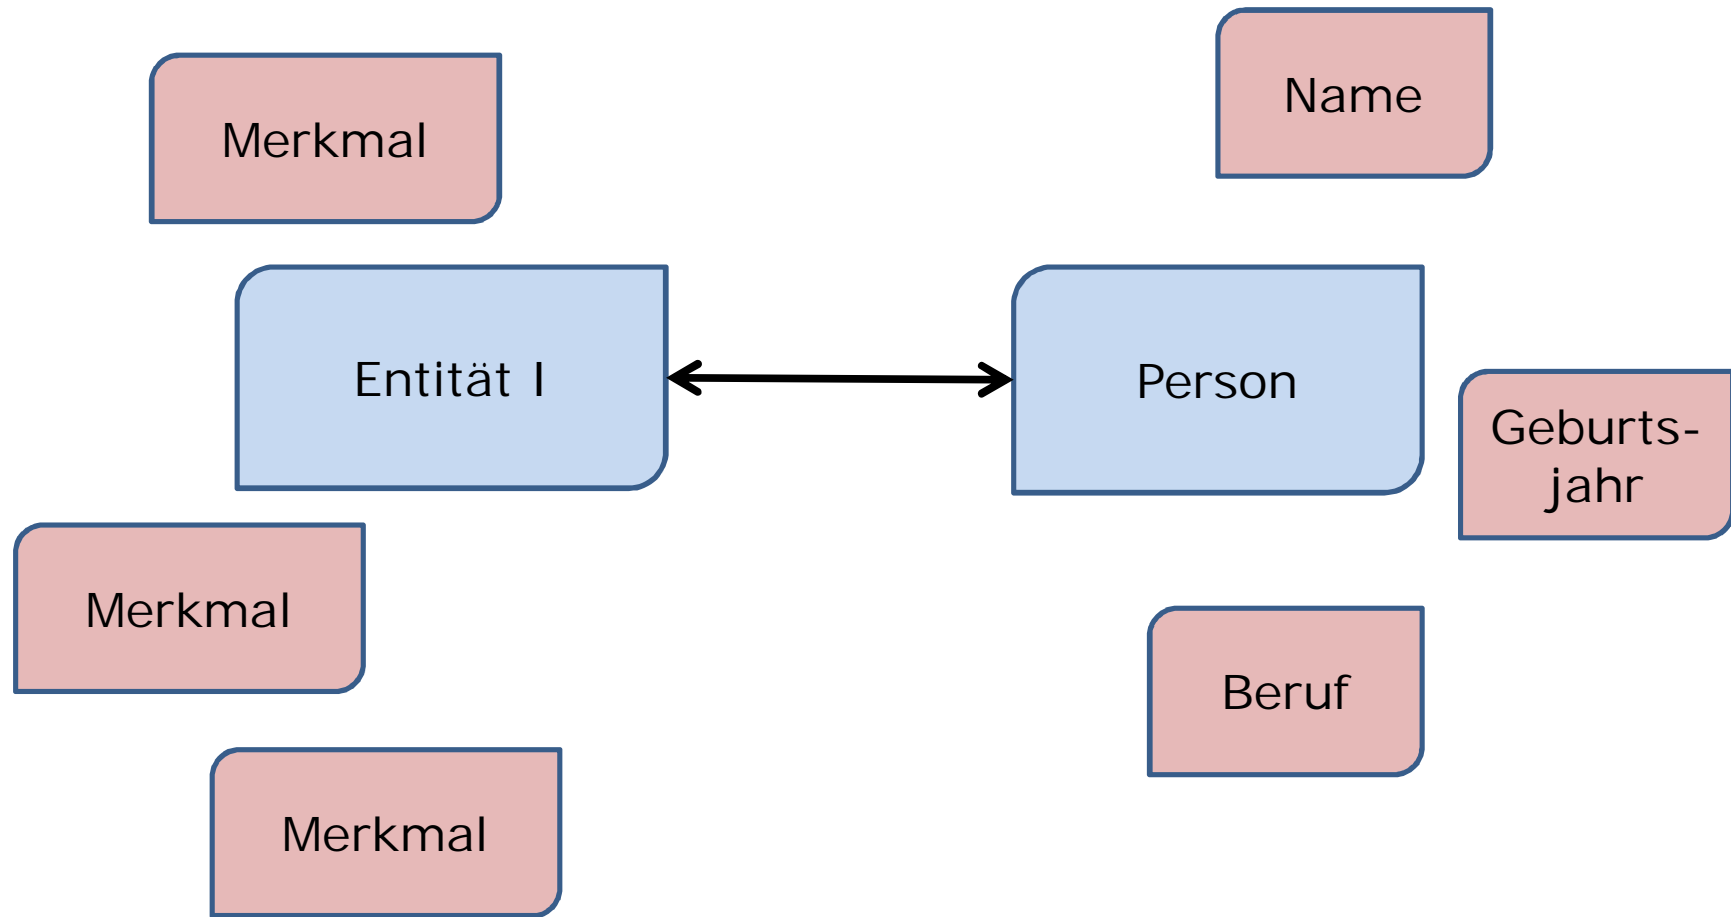 Name
Merkmal
Entität I
Person
Geburts-
jahr
Merkmal
Beruf
Merkmal